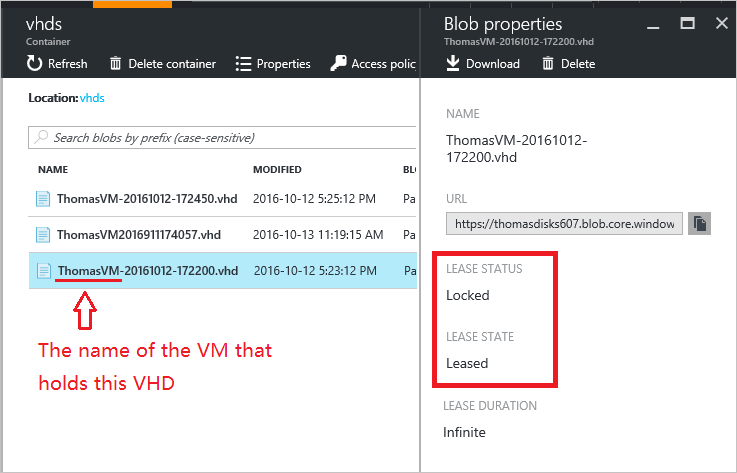 vhds
Container
Refresh
Delete container
Properties
Access polic
Location: vhds
Search blobs by prefix (case-sensitive)
NAME MODIFIED BL
ThomasVM-20161012-172450.vhd 2016-10-12 5:25:12 PM Pa
ThomasVM2016911174057.vhd 2016-10-13 11:19:15 AM Pa
ThomasVM-20161012-172200.vhd 2016-10-12 5:23:12 PM Pa
The name of the VM that
holds this VHD
Blob properties
ThomasVM-20161012-172200.vhd
Download
Delete
NAME
ThomasVM-20161012-
172200.vhd
URL
https://thomasdisks607.blob.core.window
LEASE STATUS
Locked
LEASE STATE
Leased
LEASE DURATION
Infinite